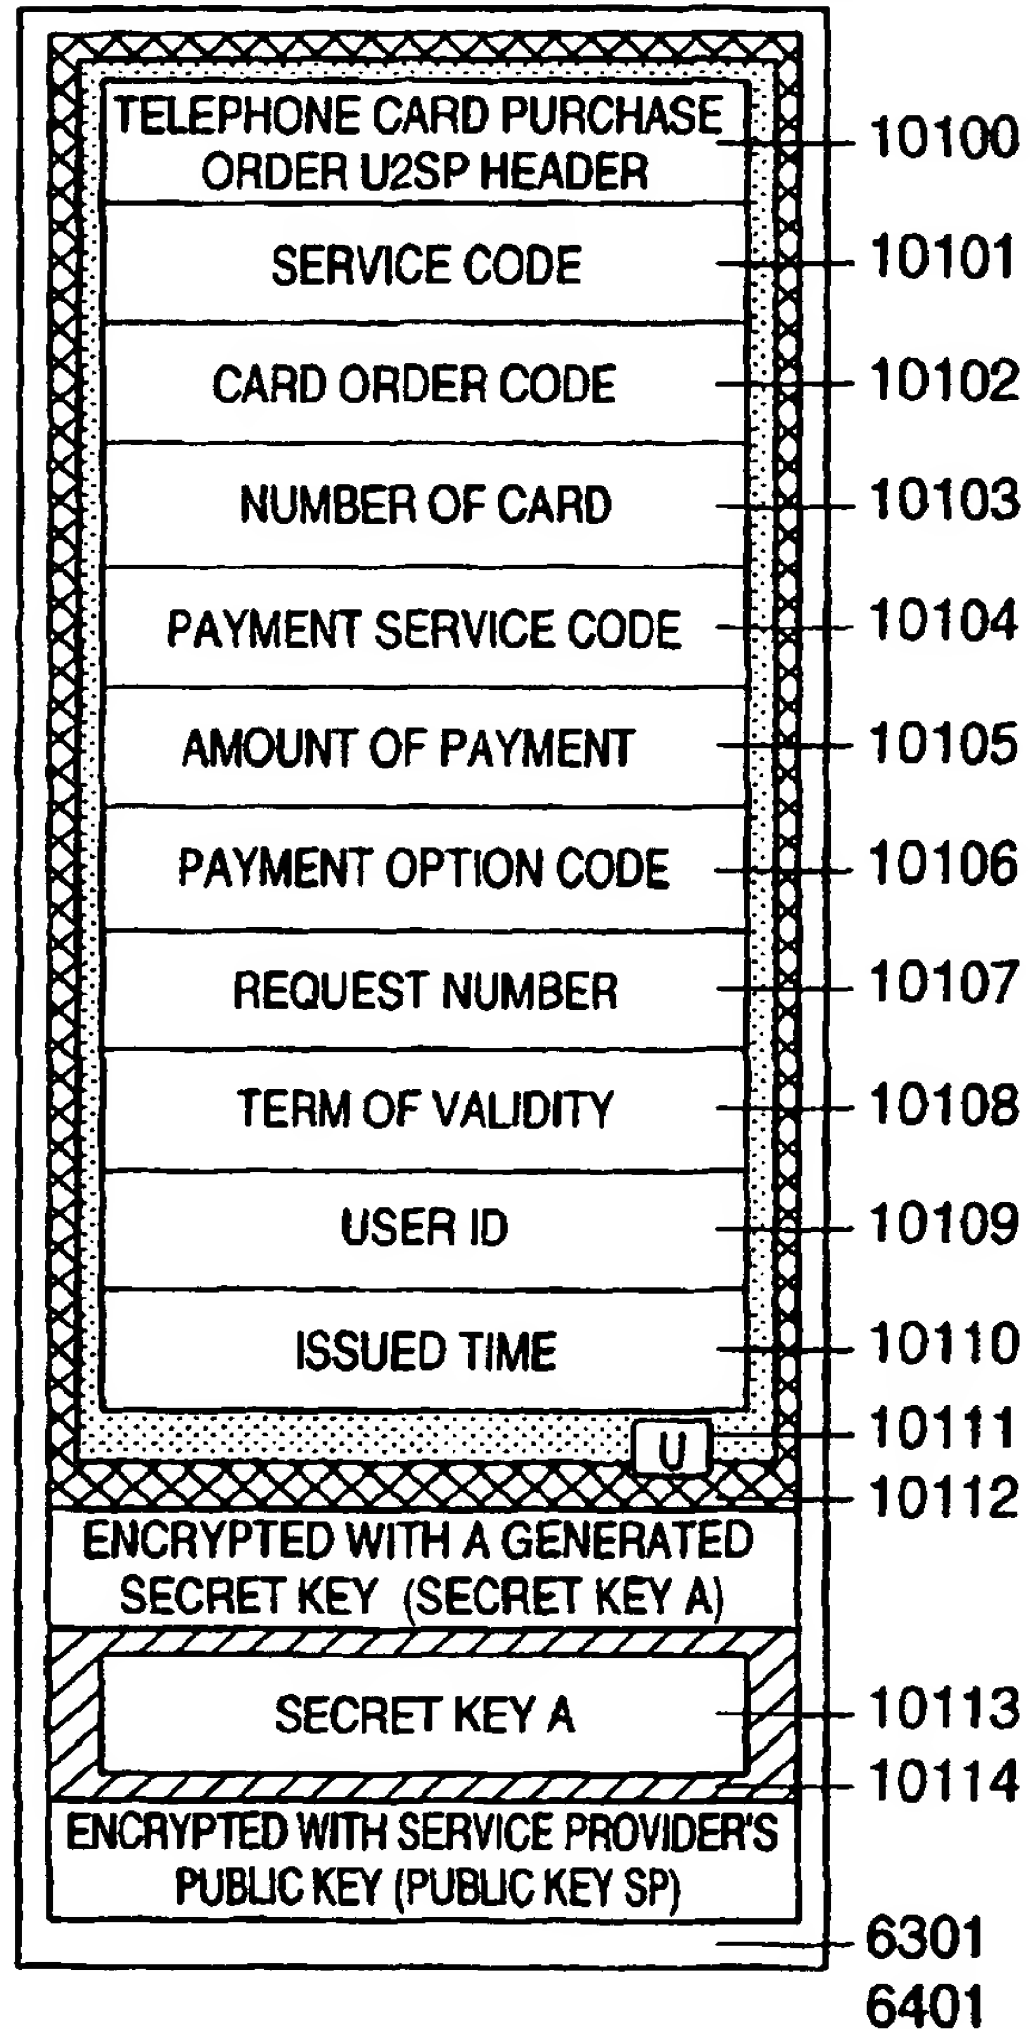 TELEPHONE CARD PURCHASE
ORDER U2SP HEADER
10100
SERVICE CODE
10101
CARD ORDER CODE
10102
NUMBER OF CARD
10103
PAYMENT SERVICE CODE
10104
AMOUNT OF PAYMENT
10105
PAYMENT OPTION CODE
10106
REQUEST NUMBER
10107
TERM OF VALIDITY
10108
USER ID
10109
ISSUED TIME
10110
U
10111
10112
ENCRYPTED WITH A GENERATED
SECRET KEY (SECRET KEY A)
SECRET KEY A
10113
10114
ENCRYPTED WITH SERVICE PROVIDER'S
PUBLIC KEY (PUBLIC KEY SP)
6301
6401